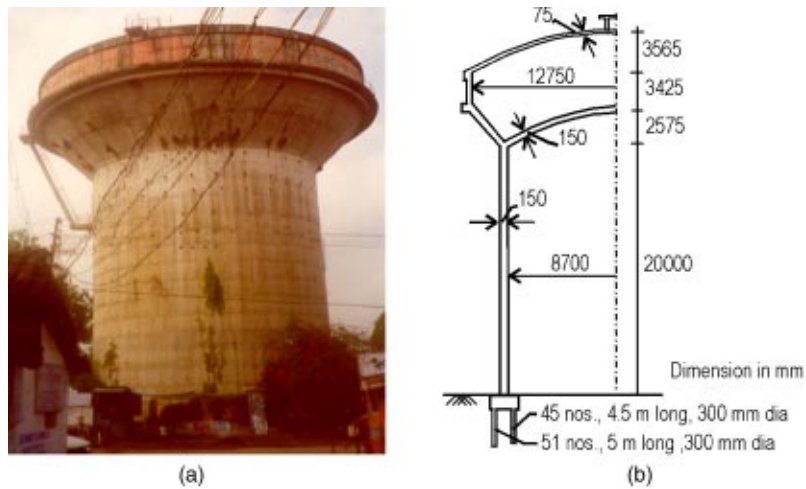 75
3565
12750
3425
2575
150
150
8700
20000
Dimension in mm
45 nos., 4.5 m long, 300 mm dia
51 nos., 5 m long ,300 mm dia
(a)
(b)